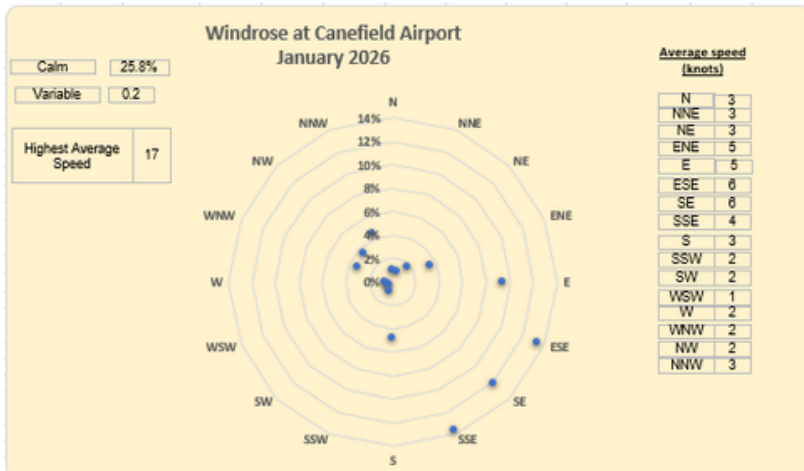 Windrose at Canefield Airport
January 2026
Calm 25.8%
Variable 0.2
Highest Average
Speed
17
N
NNE
NE
ENE
E
ESE
SE
SSE
S
SSW
SW
WSW
W
WNW
NW
NNW
14%
12%
10%
8%
6%
4%
2%
0%
Average speed
(knots)
N 3
NNE 3
NE 3
ENE 5
E 5
ESE 6
SE 6
SSE 4
S 3
SSW 2
SW 2
WSW 1
W 2
WNW 2
NW 2
NNW 3